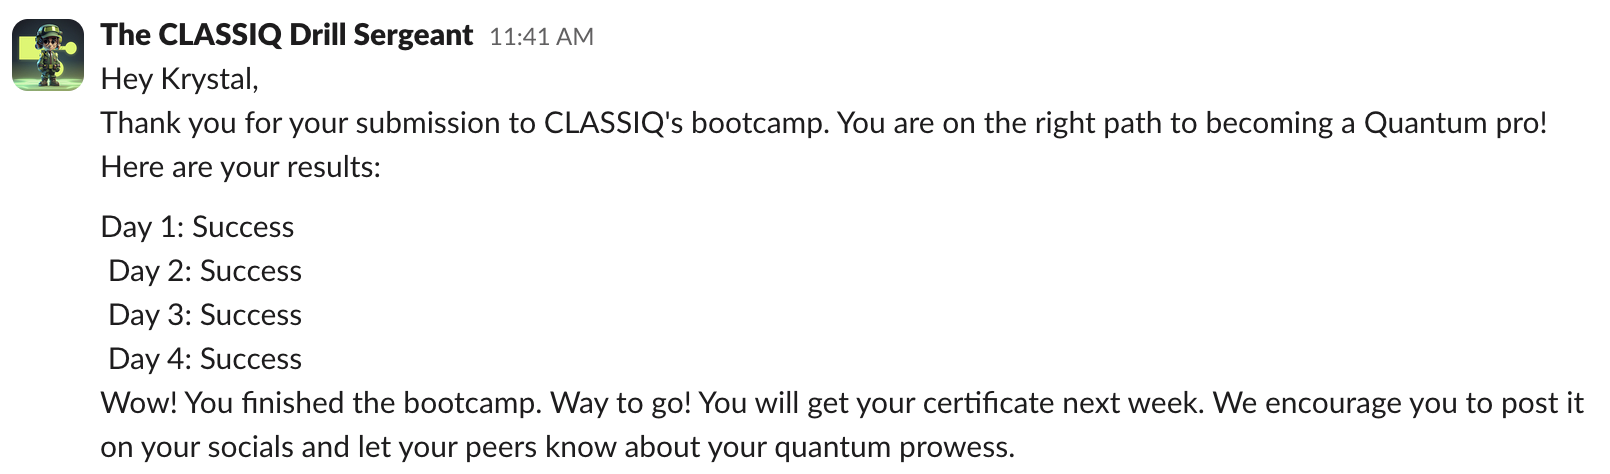 The CLASSIQ Drill Sergeant 11:41 AM
Hey Krystal,
Thank you for your submission to CLASSIQ's bootcamp. You are on the right path to becoming a Quantum pro!
Here are your results:
Day 1: Success
Day 2: Success
Day 3: Success
Day 4: Success
Wow! You finished the bootcamp. Way to go! You will get your certificate next week. We encourage you to post it
on your socials and let your peers know about your quantum prowess.